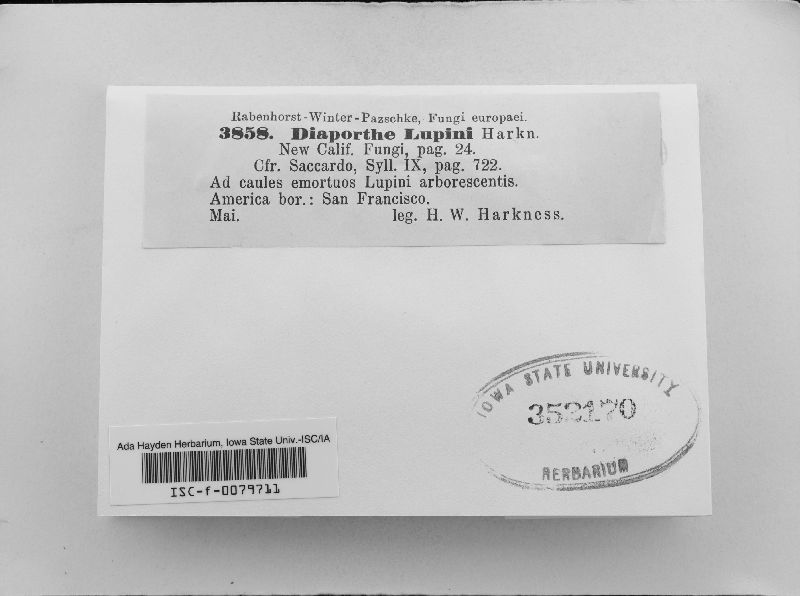 Rabenhorst-Winter-Pazschke, Fungi europaei.
3858. Diaporthe Lupini Harkn.
New Calif. Fungi, pag. 24.
Cfr. Saccardo, Syll. IX, pag. 722.
Ad caules emortuos Lupini arborescentis.
America bor.: San Francisco.
Mai. leg. H. W. Harkness.
IOWA STATE UNIVERSITY
352170
HERBARIUM
Ada Hayden Herbarium, Iowa State Univ.-ISC/IA
ISC-f-0079711